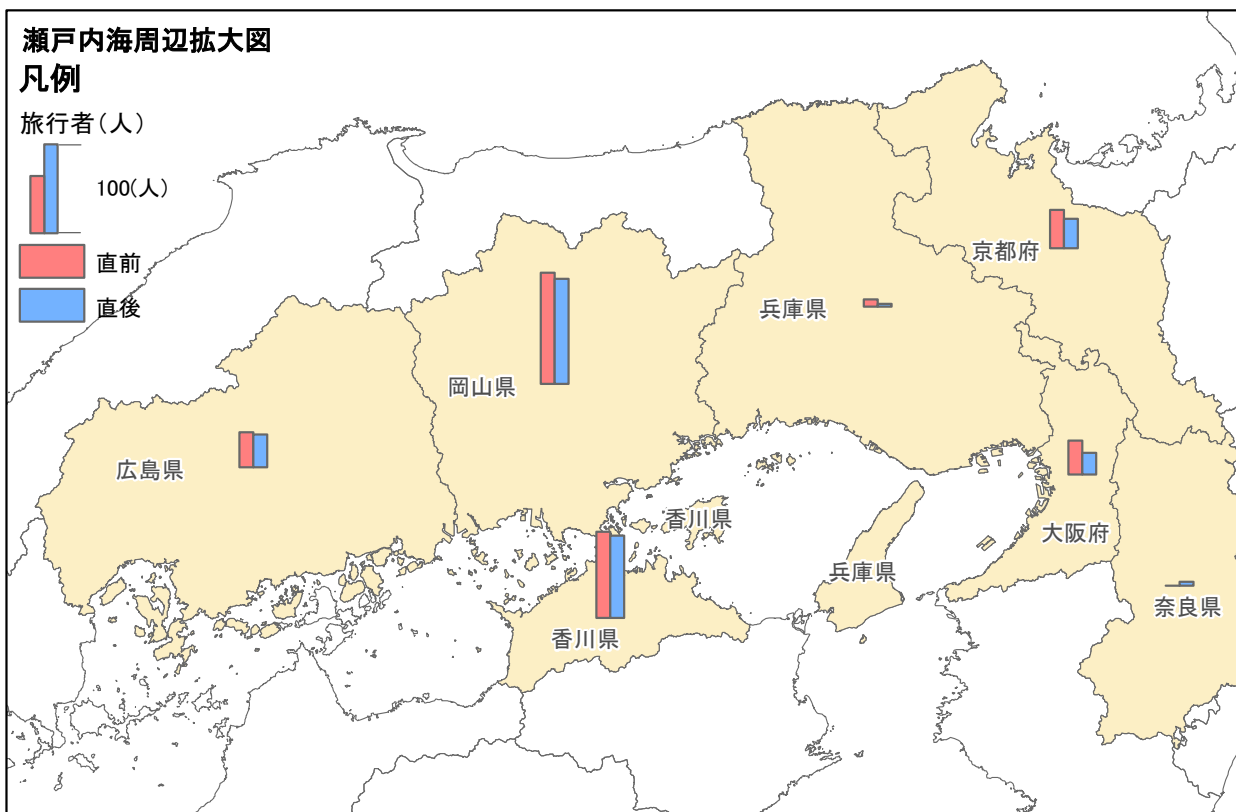 瀬戸内海周辺拡大図
凡例
旅行者(人)
100(人)
直前
直後
京都府
兵庫県
岡山県
広島県
香川県
大阪府
兵庫県
奈良県
香川県